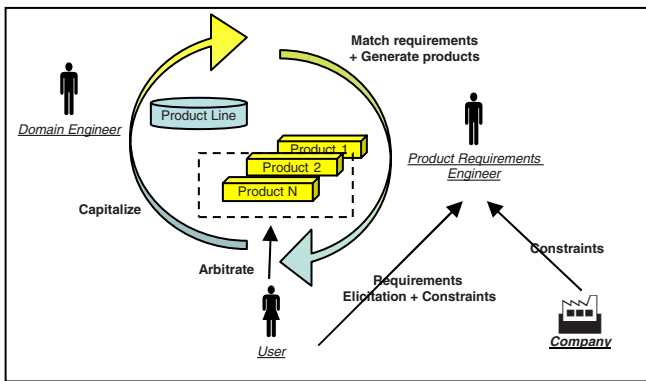 Match requirements
+ Generate products
Domain Engineer
Product Line
Product 1
Product 2
Product N
Product Requirements
Engineer
Capitalize
Arbitrate
Constraints
Requirements
Elicitation + Constraints
User
Company